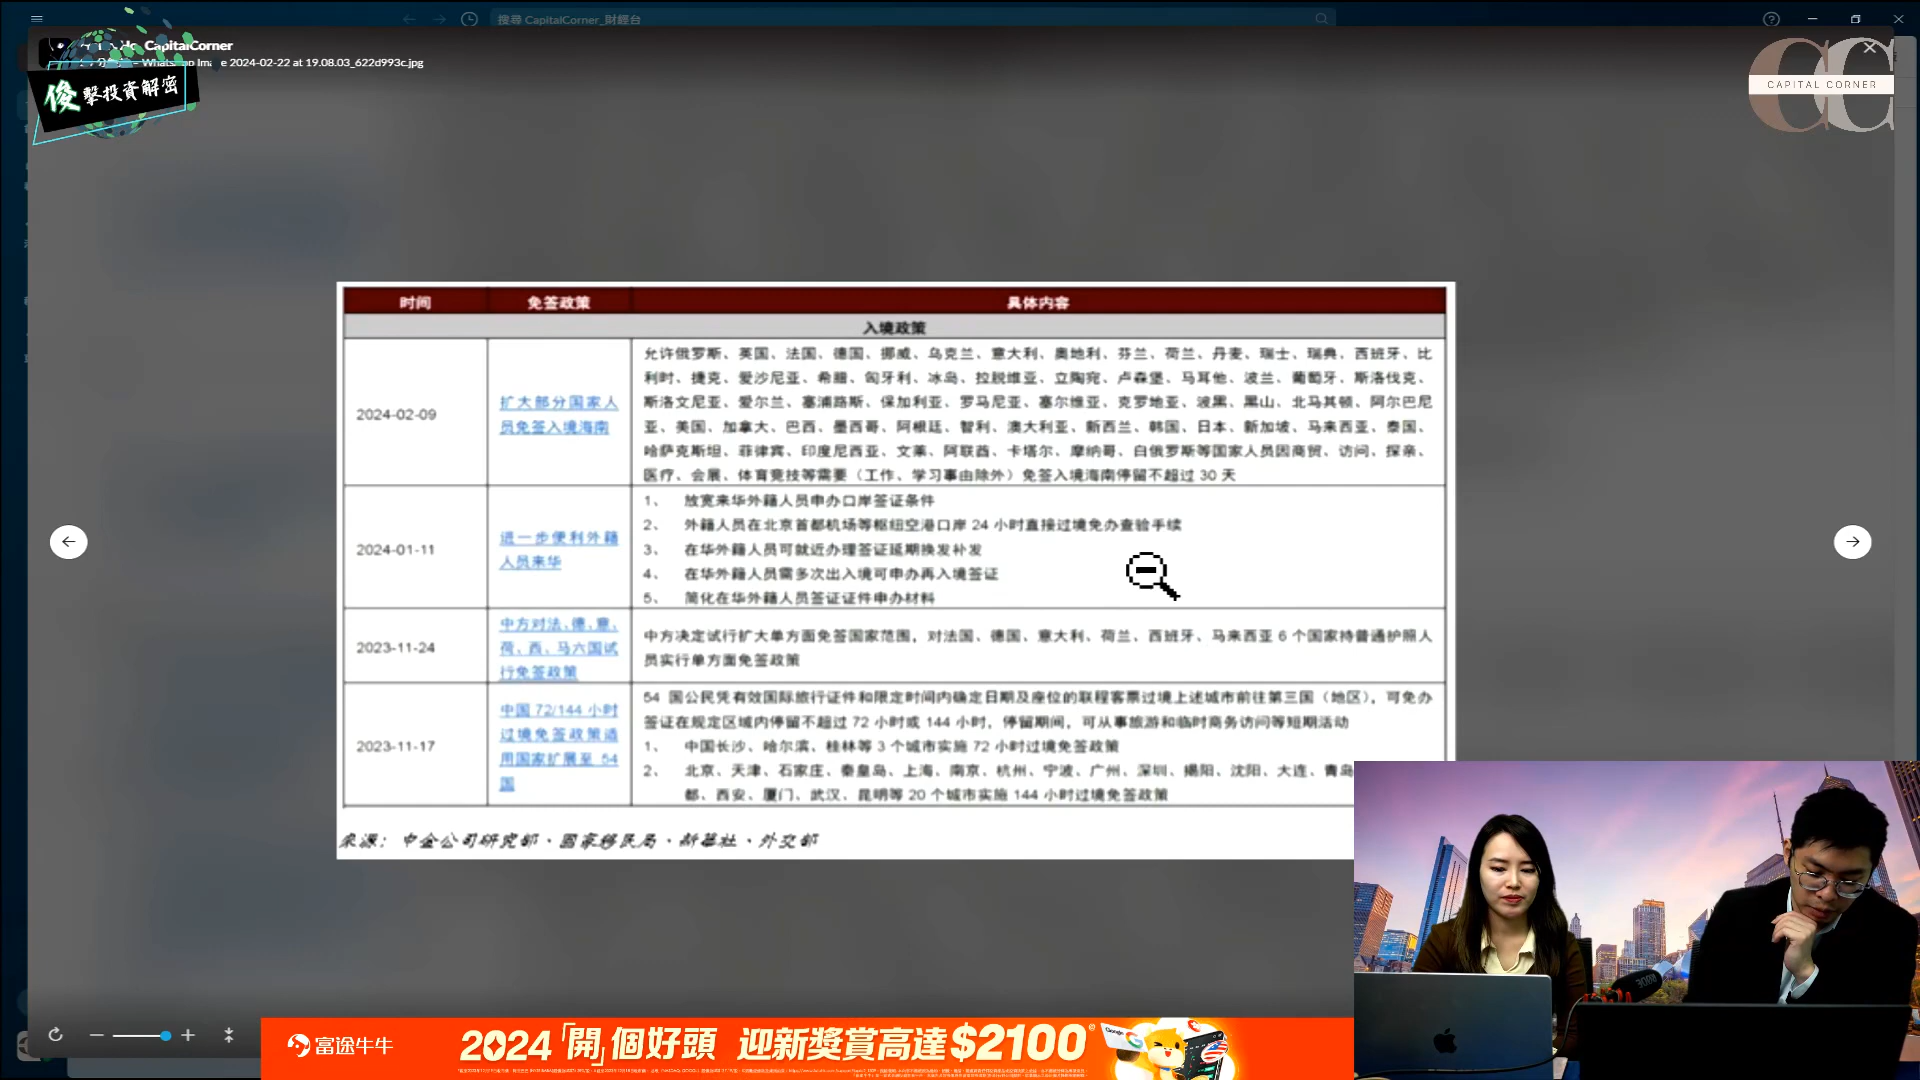 搜尋 CapitalCorner_財經台
CapitalCorner
2024-02-22 at 19.08.03_622d993c.jpg
俊擊投資解密
CAPITAL CORNER
时间 免签政策 具体内容
入境政策
2024-02-09
扩大部分国家人
员免签入境海南
允许俄罗斯、英国、法国、德国、挪威、乌克兰、意大利、奥地利、芬兰、荷兰、丹麦、瑞士、瑞典、西班牙、比
利时、捷克、爱沙尼亚、希腊、匈牙利、冰岛、拉脱维亚、立陶宛、卢森堡、马耳他、波兰、葡萄牙、斯洛伐克、
斯洛文尼亚、爱尔兰、塞浦路斯、保加利亚、罗马尼亚、塞尔维亚、克罗地亚、波黑、黑山、北马其顿、阿尔巴尼
亚、美国、加拿大、巴西、墨西哥、阿根廷、智利、澳大利亚、新西兰、韩国、日本、新加坡、马来西亚、泰国、
哈萨克斯坦、菲律宾、印度尼西亚、文莱、阿联酋、卡塔尔、摩纳哥、白俄罗斯等国家人员因商贸、访问、探亲、
医疗、会展、体育竞技等需要（工作、学习事由除外）免签入境海南停留不超过 30 天
2024-01-11
进一步便利外籍
人员来华
1、 放宽来华外籍人员申办口岸签证条件
2、 外籍人员在北京首都机场等枢纽空港口岸 24 小时直接过境免办查验手续
3、 在华外籍人员可就近办理签证延期换发补发
4、 在华外籍人员需多次出入境可申办再入境签证
5、 简化在华外籍人员签证证件申办材料
2023-11-24
中方对法、德、意、
荷、西、马六国试
行免签政策
中方决定试行扩大单方面免签国家范围，对法国、德国、意大利、荷兰、西班牙、马来西亚 6 个国家持普通护照人
员实行单方面免签政策
2023-11-17
中国 72/144 小时
过境免签政策适
用国家扩展至 54
国
54 国公民凭有效国际旅行证件和限定时间内确定日期及座位的联程客票过境上述城市前往第三国（地区），可免办
签证在规定区域内停留不超过 72 小时或 144 小时，停留期间，可从事旅游和临时商务访问等短期活动
1、 中国长沙、哈尔滨、桂林等 3 个城市实施 72 小时过境免签政策
2、 北京、天津、石家庄、秦皇岛、上海、南京、杭州、宁波、广州、深圳、揭阳、沈阳、大连、青岛
都、西安、厦门、武汉、昆明等 20 个城市实施 144 小时过境免签政策
来源：中金公司研究部、国家移民局、新华社、外交部
富途牛牛
2024「開」個好頭 迎新獎賞高達$2100